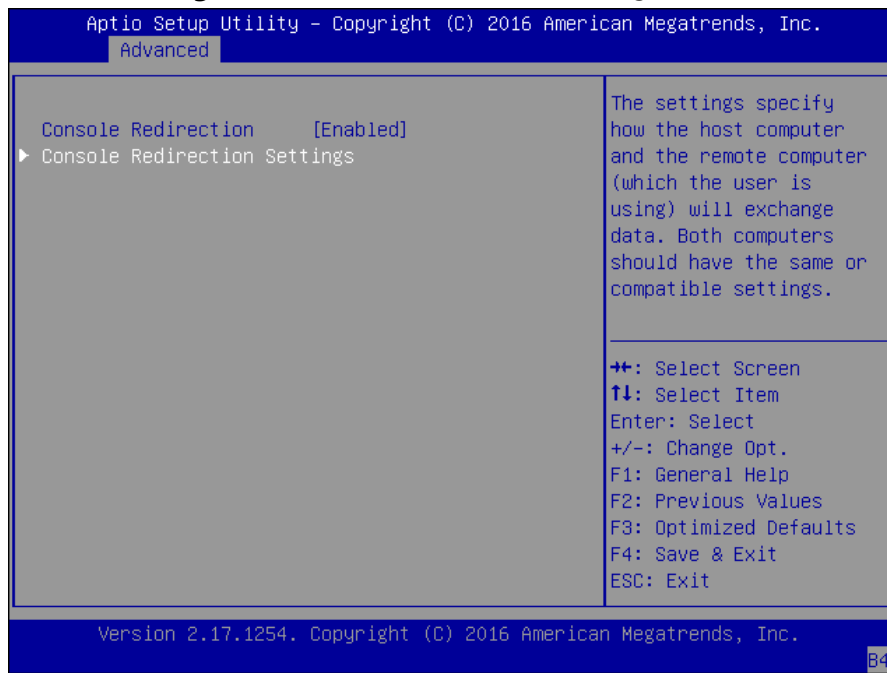 Aptio Setup Utility – Copyright (C) 2016 American Megatrends, Inc.
Advanced
Console Redirection [Enabled]
Console Redirection Settings
The settings specify
how the host computer
and the remote computer
(which the user is
using) will exchange
data. Both computers
should have the same or
compatible settings.
→←: Select Screen
↑↓: Select Item
Enter: Select
+/-: Change Opt.
F1: General Help
F2: Previous Values
F3: Optimized Defaults
F4: Save & Exit
ESC: Exit
Version 2.17.1254. Copyright (C) 2016 American Megatrends, Inc.
B4